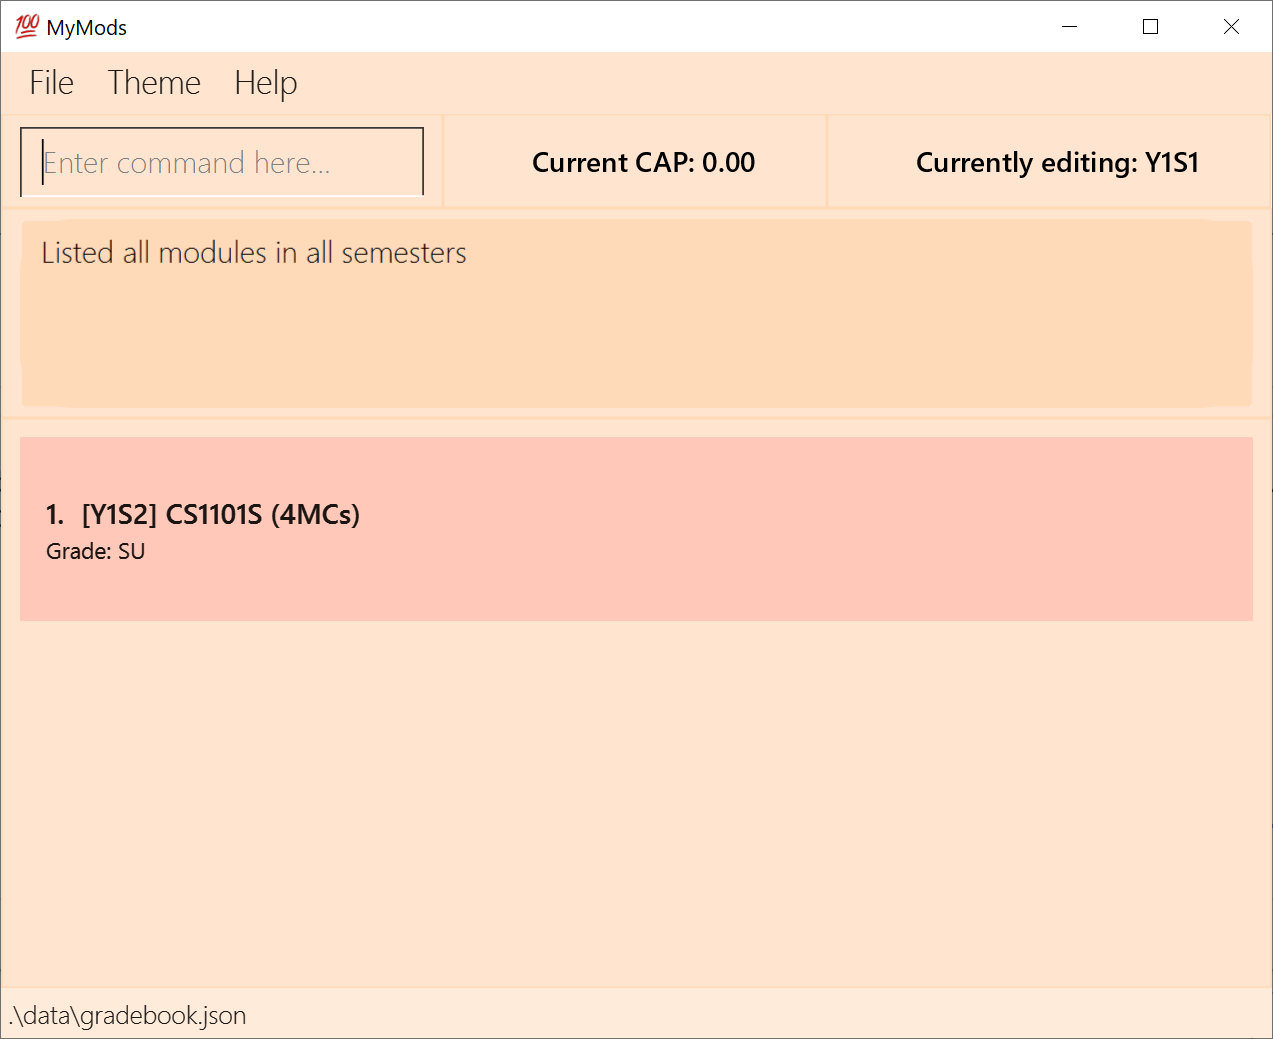 MyMods
File Theme Help
Enter command here...
Current CAP: 0.00
Currently editing: Y1S1
Listed all modules in all semesters
1. [Y1S2] CS1101S (4MCs)
Grade: SU
.\data\gradebook.json